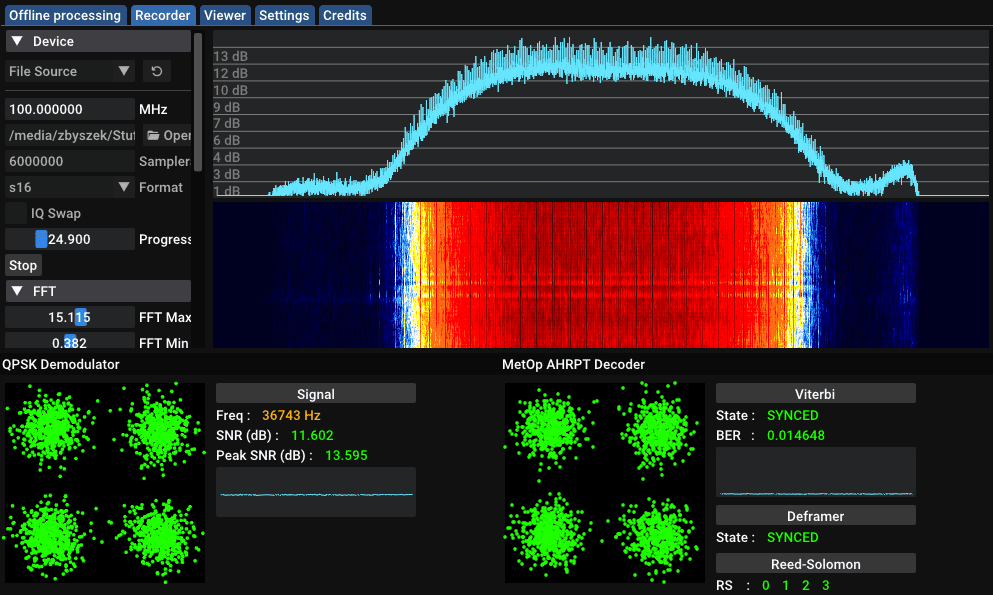 Offline processing Recorder Viewer Settings Credits
Device
File Source
100.000000 MHz
/media/zbyszek/Stuf Open
6000000 Sampler
s16 Format
IQ Swap
24.900 Progress
Stop
FFT
15.115 FFT Max
0.382 FFT Min
13 dB
12 dB
10 dB
9 dB
7 dB
6 dB
4 dB
3 dB
1 dB
QPSK Demodulator
Signal
Freq : 36743 Hz
SNR (dB) : 11.602
Peak SNR (dB) : 13.595
MetOp AHRPT Decoder
Viterbi
State : SYNCED
BER : 0.014648
Deframer
State : SYNCED
Reed-Solomon
RS : 0 1 2 3